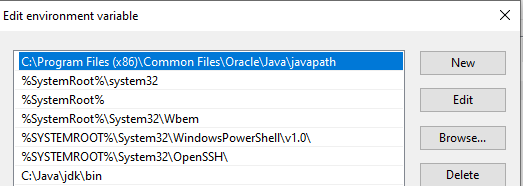 Edit environment variable
C:\Program Files (x86)\Common Files\Oracle\Java\javapath
New
%SystemRoot%\system32
%SystemRoot%
Edit
%SystemRoot%\System32\Wbem
%SYSTEMROOT%\System32\WindowsPowerShell\v1.0\
Browse...
%SYSTEMROOT%\System32\OpenSSH\
C:\Java\jdk\bin
Delete